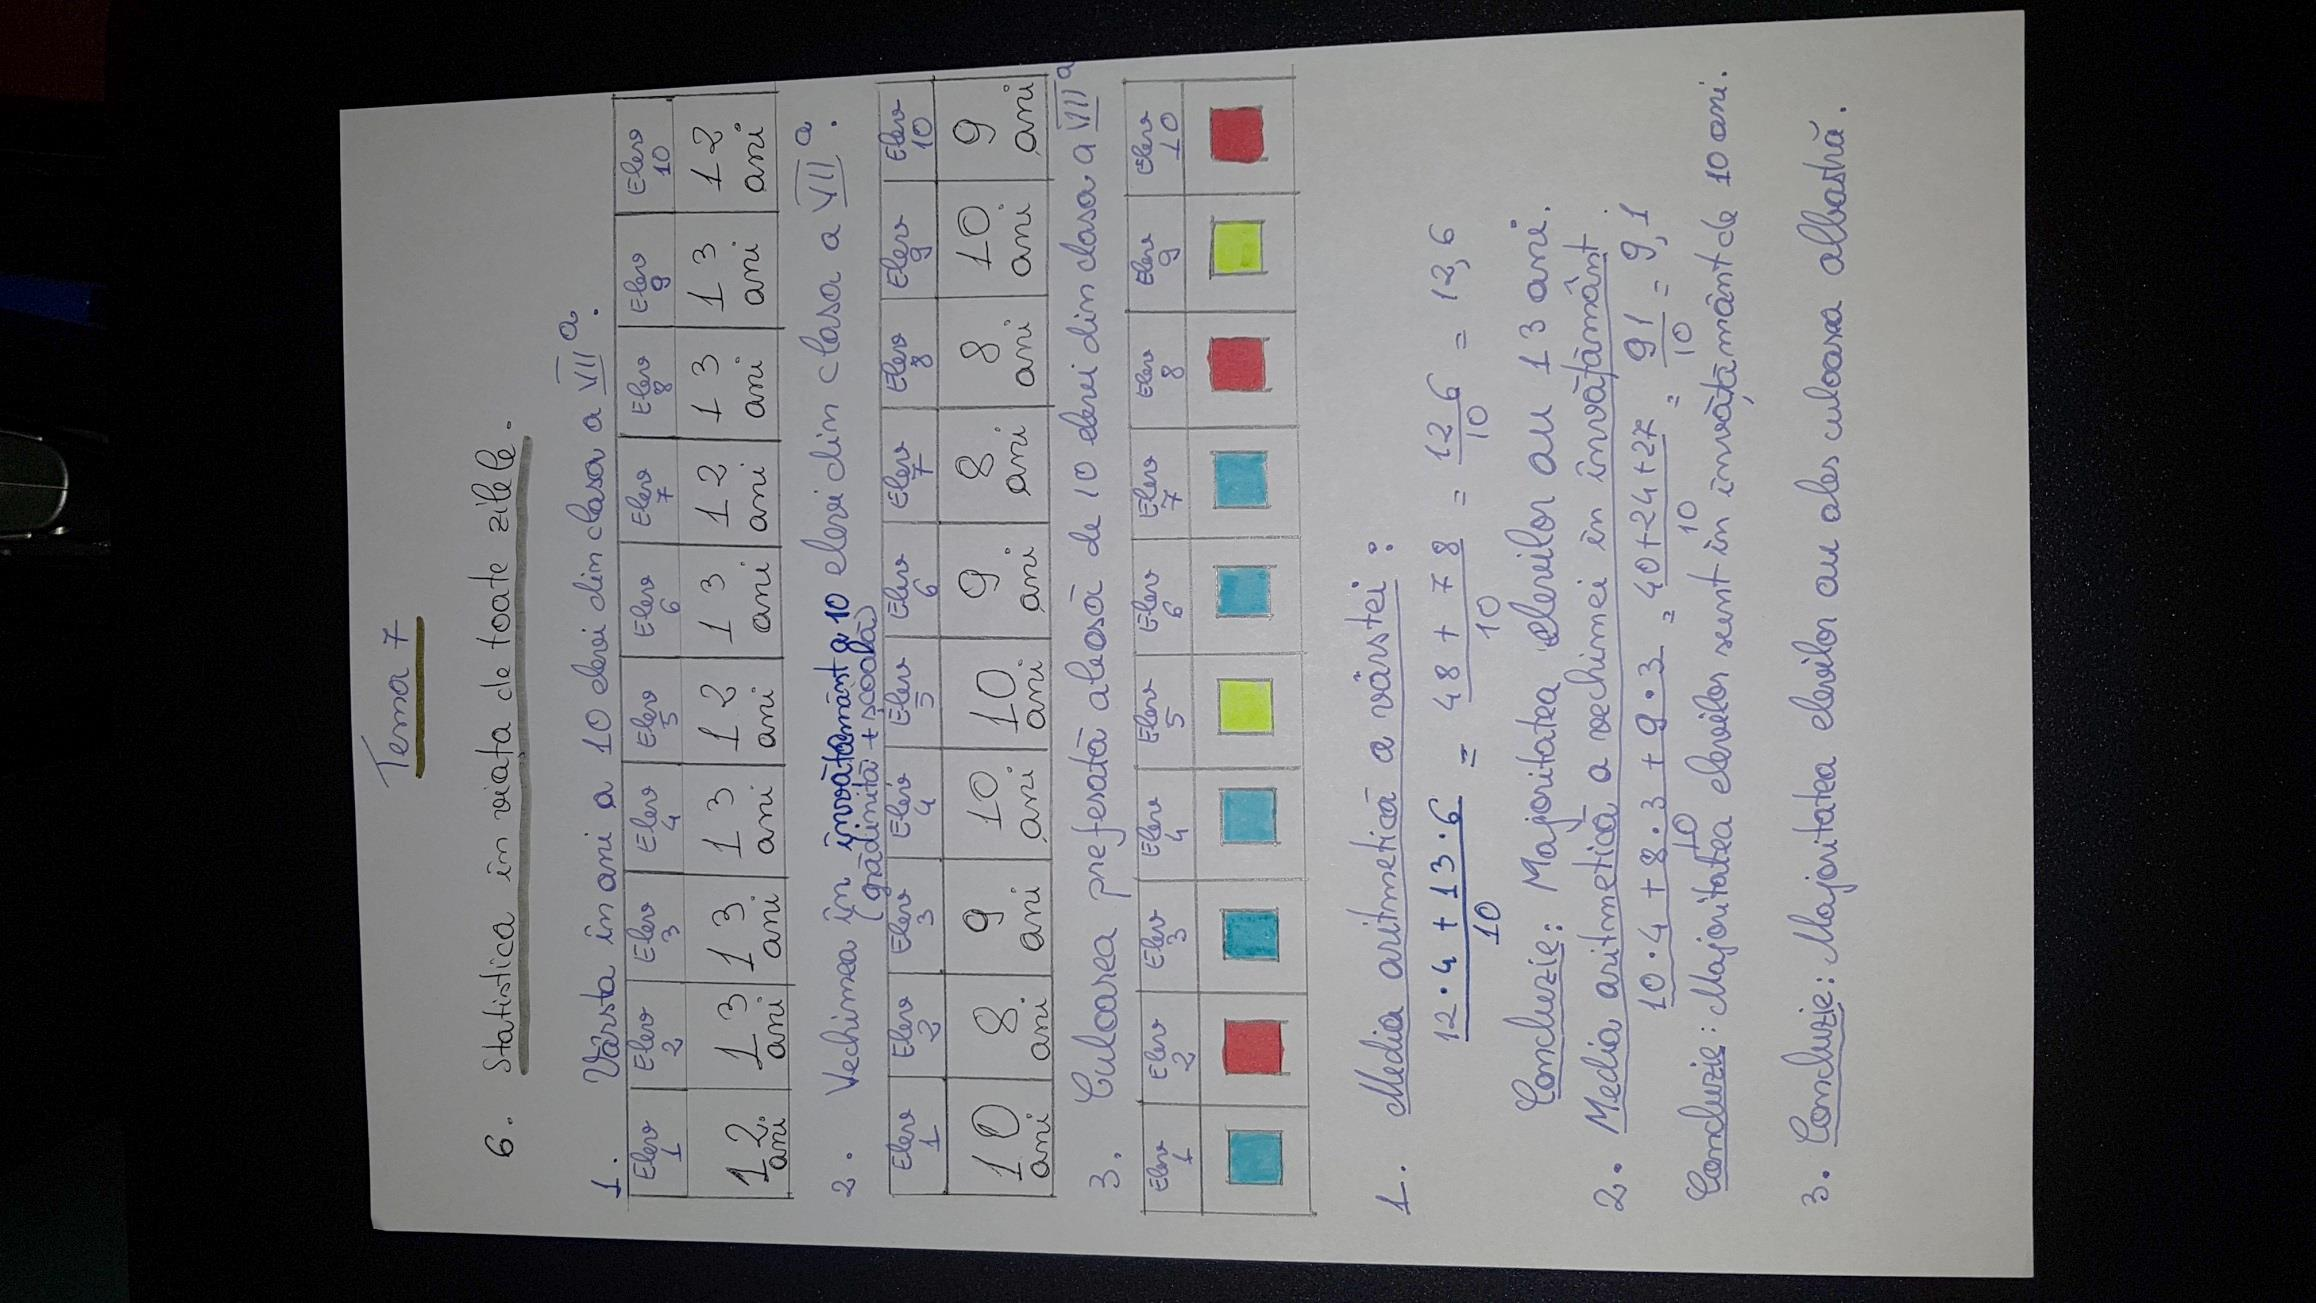 Tema 7
6. Statistica în viața de toate zilele.
1. Vârsta în ani a 10 elevi din clasa a VII a.
Elev 1 Elev 2 Elev 3 Elev 4 Elev 5 Elev 6 Elev 7 Elev 8 Elev 9 Elev 10
12 ani 13 ani 13 ani 13 ani 12 ani 13 ani 12 ani 13 ani 13 ani 12 ani
2. Vechimea în învățământ a 10 elevi din clasa a VII a.
(grădiniță + școală)
Elev 1 Elev 2 Elev 3 Elev 4 Elev 5 Elev 6 Elev 7 Elev 8 Elev 9 Elev 10
10 ani 8 ani 9 ani 10 ani 10 ani 9 ani 8 ani 8 ani 10 ani 9 ani
3. Culoarea preferată aleasă de 10 elevi din clasa a VII a
Elev 1 Elev 2 Elev 3 Elev 4 Elev 5 Elev 6 Elev 7 Elev 8 Elev 9 Elev 10
1. Media aritmetică a vârstei:
12·4+13·6/10 = 48+78/10 = 126/10 = 12,6
Concluzie: Majoritatea elevilor au 13 ani.
2. Media aritmetică a vechimei în învățământ
10·4+8·3+9·3/10 = 40+24+27/10 = 91/10 = 9,1
Concluzie: Majoritatea elevilor sunt în învățământ de 10 ani.
3. Concluzie: Majoritatea elevilor au ales culoarea albastră.